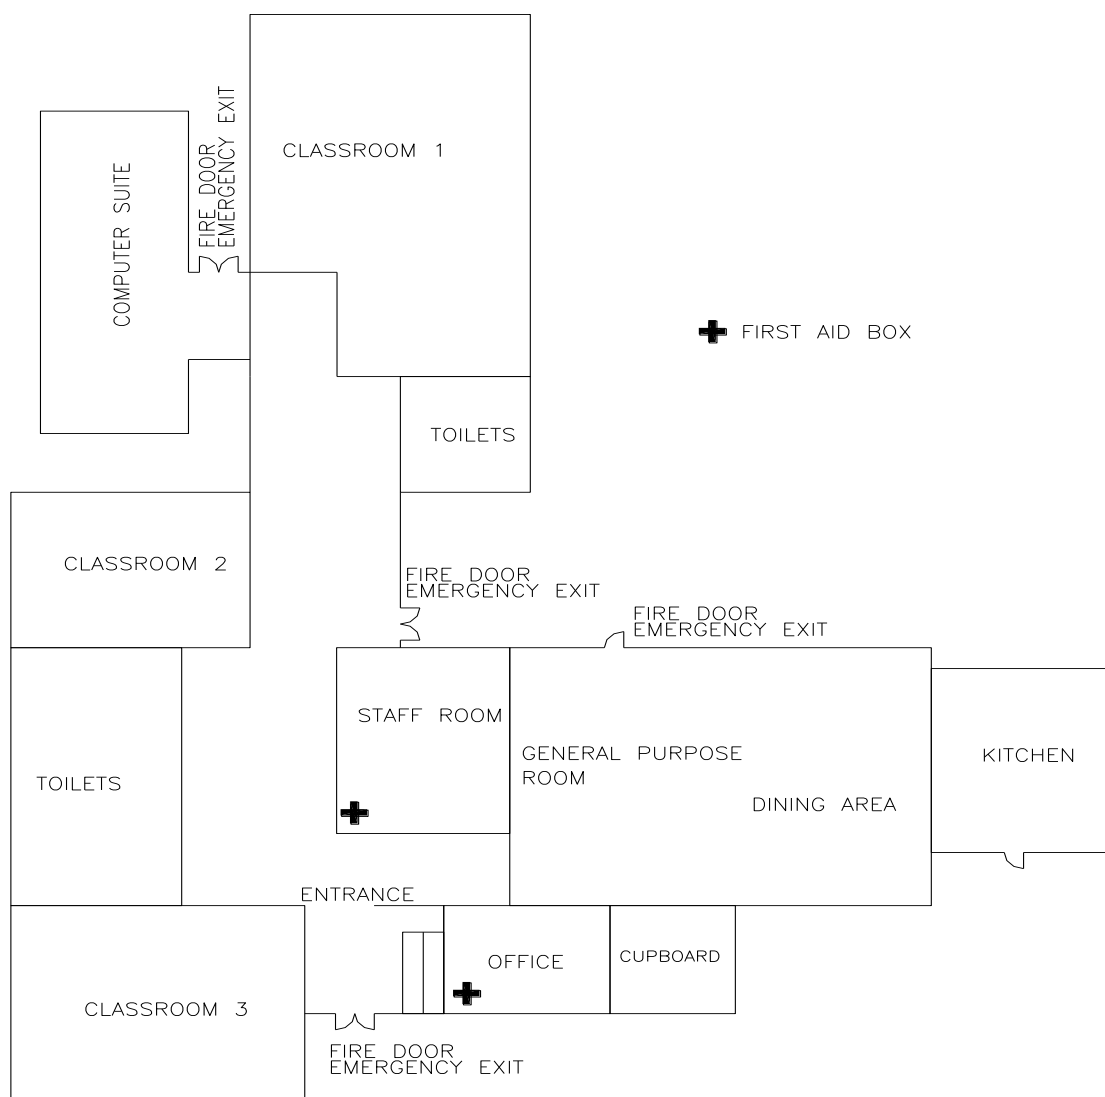 FIRE DOOR
EMERGENCY EXIT
CLASSROOM 1
COMPUTER SUITE
FIRST AID BOX
TOILETS
CLASSROOM 2
FIRE DOOR
EMERGENCY EXIT
FIRE DOOR
EMERGENCY EXIT
STAFF ROOM
GENERAL PURPOSE
ROOM
KITCHEN
TOILETS
DINING AREA
ENTRANCE
OFFICE
CUPBOARD
CLASSROOM 3
FIRE DOOR
EMERGENCY EXIT